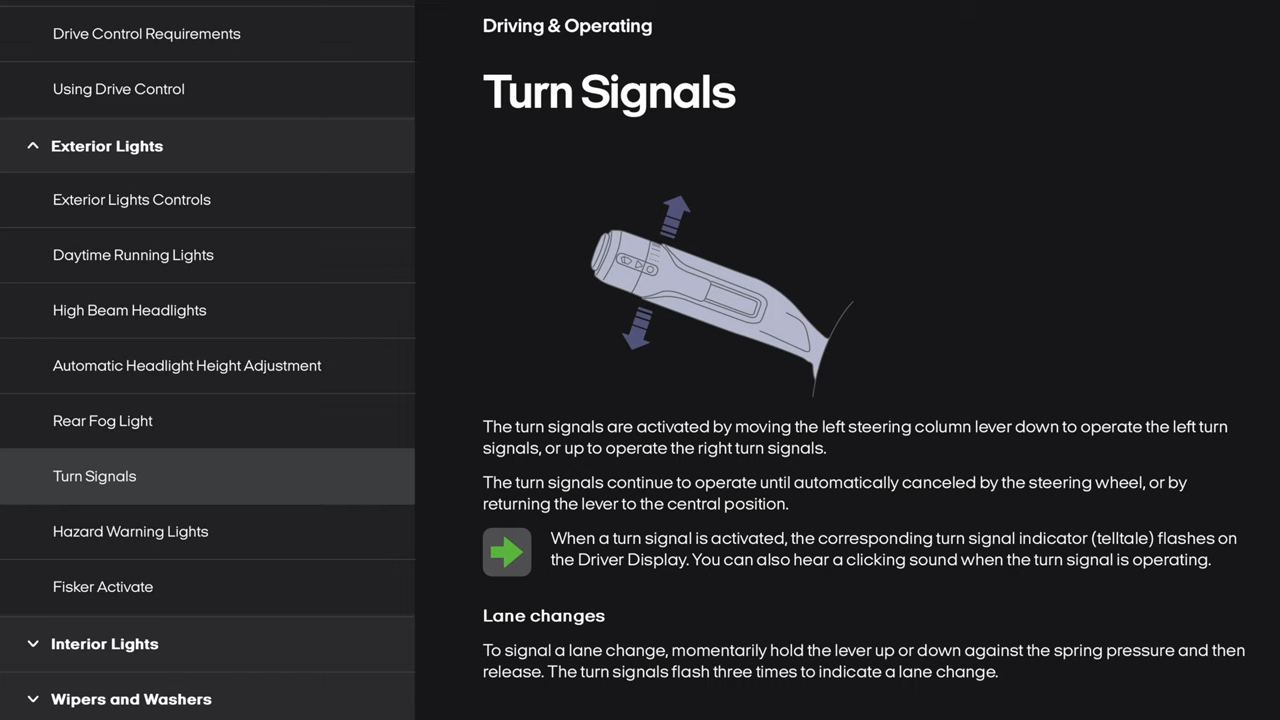 Drive Control Requirements
Using Drive Control
Exterior Lights
Exterior Lights Controls
Daytime Running Lights
High Beam Headlights
Automatic Headlight Height Adjustment
Rear Fog Light
Turn Signals
Hazard Warning Lights
Fisker Activate
Interior Lights
Wipers and Washers
Driving & Operating
Turn Signals
The turn signals are activated by moving the left steering column lever down to operate the left turn
signals, or up to operate the right turn signals.
The turn signals continue to operate until automatically canceled by the steering wheel, or by
returning the lever to the central position.
When a turn signal is activated, the corresponding turn signal indicator (telltale) flashes on
the Driver Display. You can also hear a clicking sound when the turn signal is operating.
Lane changes
To signal a lane change, momentarily hold the lever up or down against the spring pressure and then
release. The turn signals flash three times to indicate a lane change.